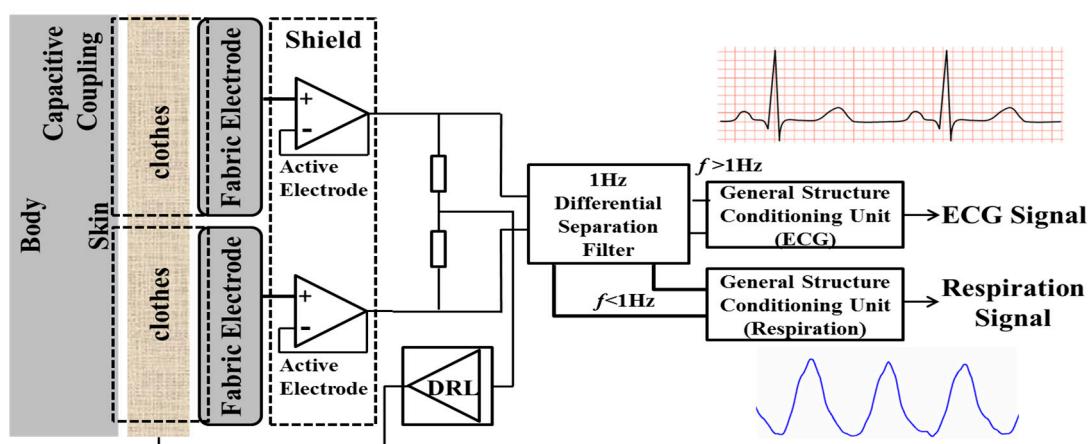 Capacitive
Coupling
Body
Skin
clothes
clothes
Fabric Electrode
Fabric Electrode
Shield
+
-
Active
Electrode
+
-
Active
Electrode
DRL
1Hz
Differential
Separation
Filter
f >1Hz
f<1Hz
General Structure
Conditioning Unit
(ECG)
ECG Signal
General Structure
Conditioning Unit
(Respiration)
Respiration
Signal